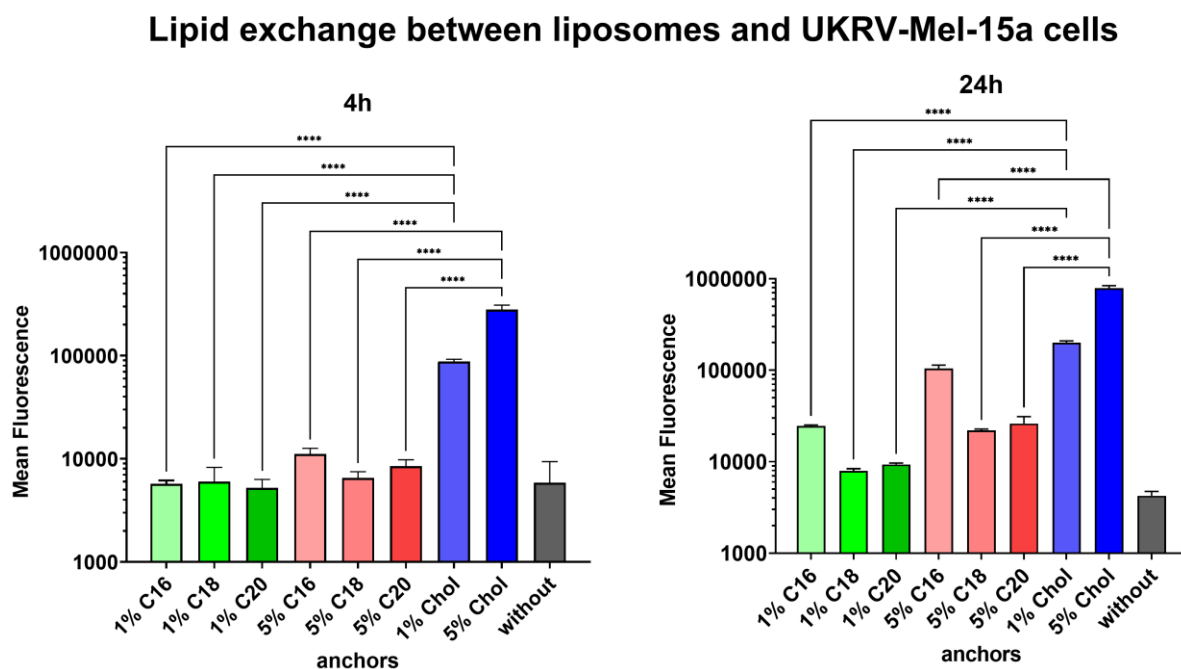 Lipid exchange between liposomes and UKRV-Mel-15a cells
4h
****
****
****
****
****
****
1000000
100000
10000
1000
Mean Fluorescence
1% C16
1% C18
1% C20
5% C16
5% C18
5% C20
1% Chol
5% Chol
without
anchors
24h
****
****
****
****
****
****
1000000
100000
10000
1000
Mean Fluorescence
1% C16
1% C18
1% C20
5% C16
5% C18
5% C20
1% Chol
5% Chol
without
anchors